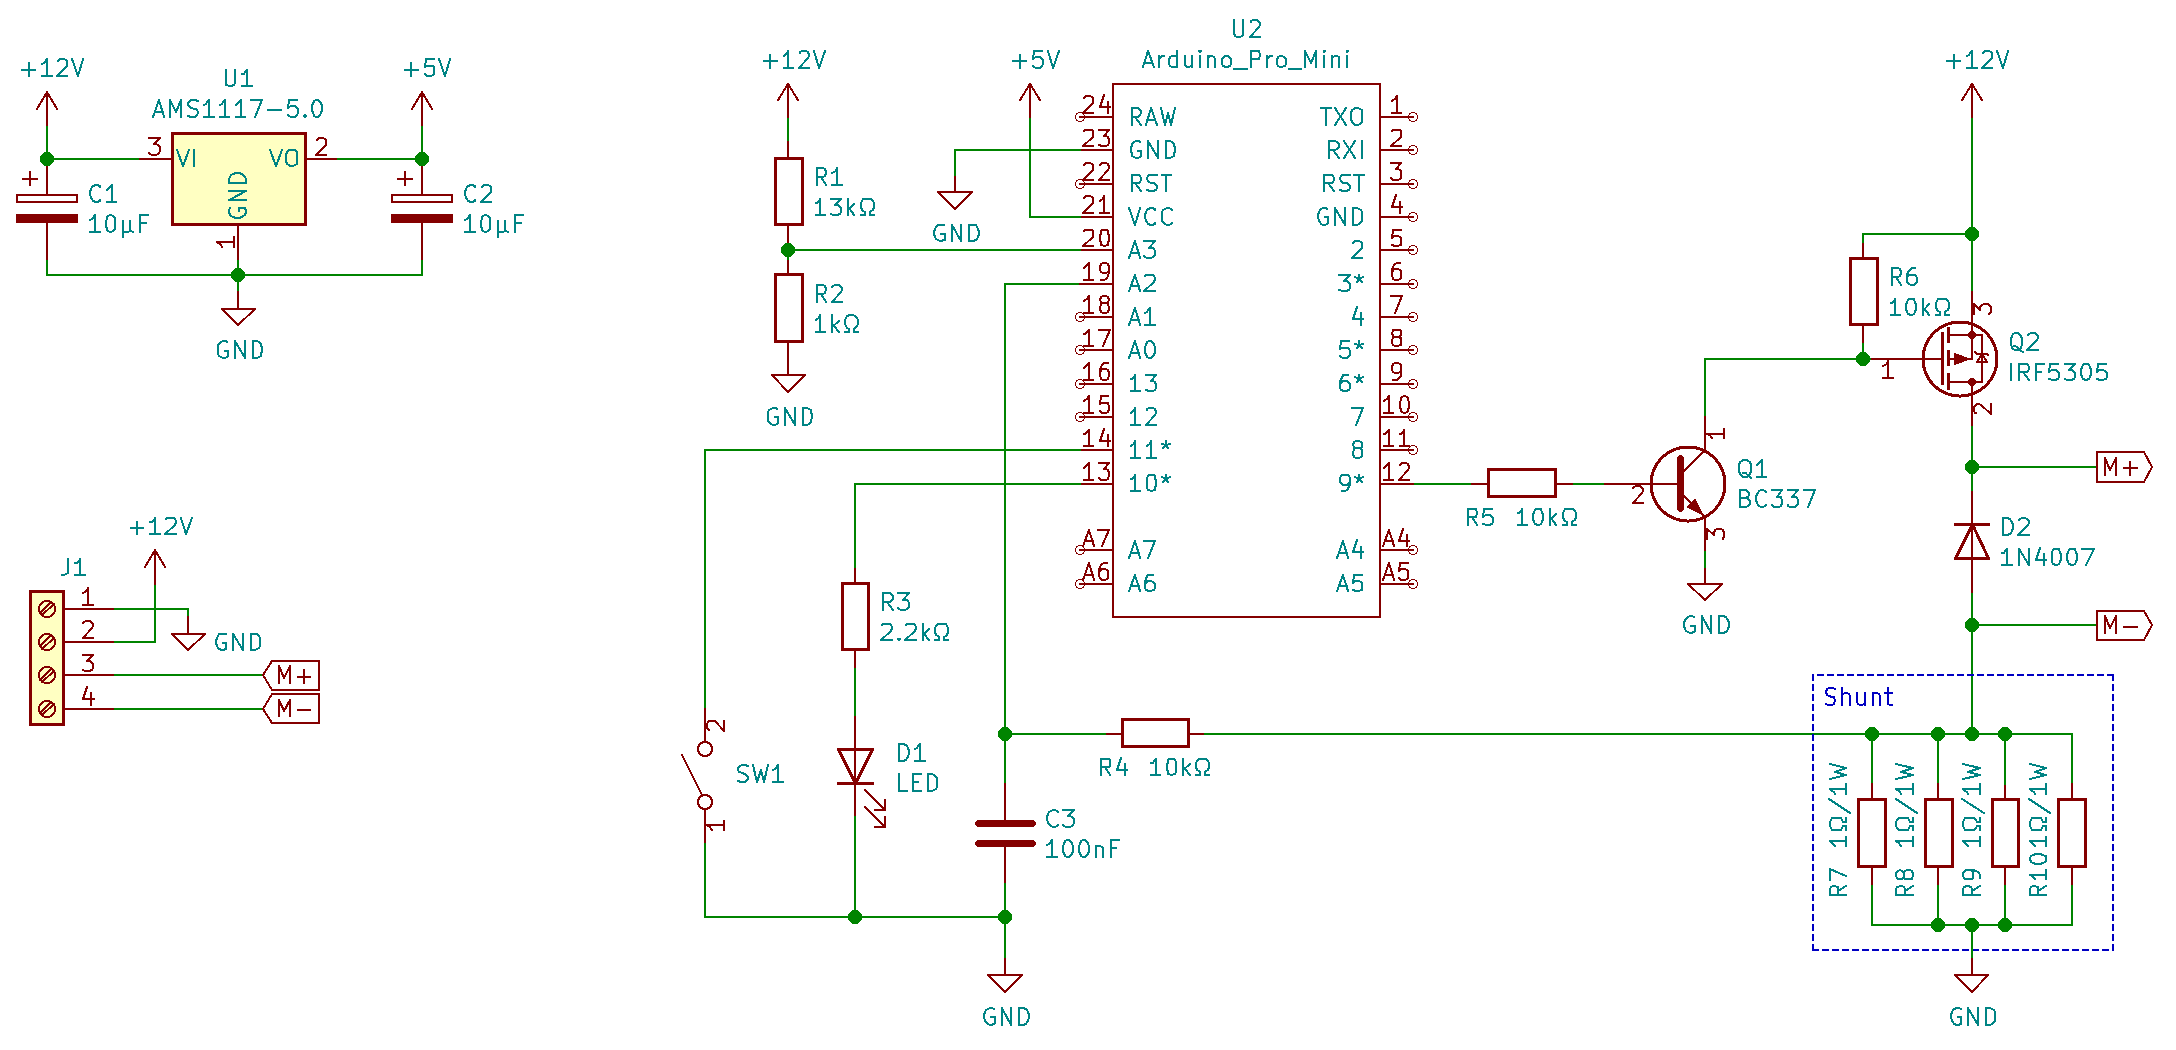 +12V
U1
AMS1117-5.0
+5V
3
VI
VO
2
GND
1
+
C1
10µF
+
C2
10µF
GND
+12V
J1
1
2
3
4
GND
M+
M-
+12V
R1
13kΩ
R2
1kΩ
GND
+5V
GND
U2
Arduino_Pro_Mini
24 RAW
23 GND
22 RST
21 VCC
20 A3
19 A2
18 A1
17 A0
16 13
15 12
14 11*
13 10*
A7 A7
A6 A6
TXO 1
RXI 2
RST 3
GND 4
2 5
3* 6
4 7
5* 8
6* 9
7 10
8 11
9* 12
A4 A4
A5 A5
R3
2.2kΩ
2
SW1
1
D1
LED
C3
100nF
GND
R4 10kΩ
R5 10kΩ
1
2
3
Q1
BC337
GND
+12V
R6
10kΩ
3
1
2
Q2
IRF5305
M+
D2
1N4007
M-
Shunt
R7 1Ω/1W
R8 1Ω/1W
R9 1Ω/1W
R10 1Ω/1W
GND